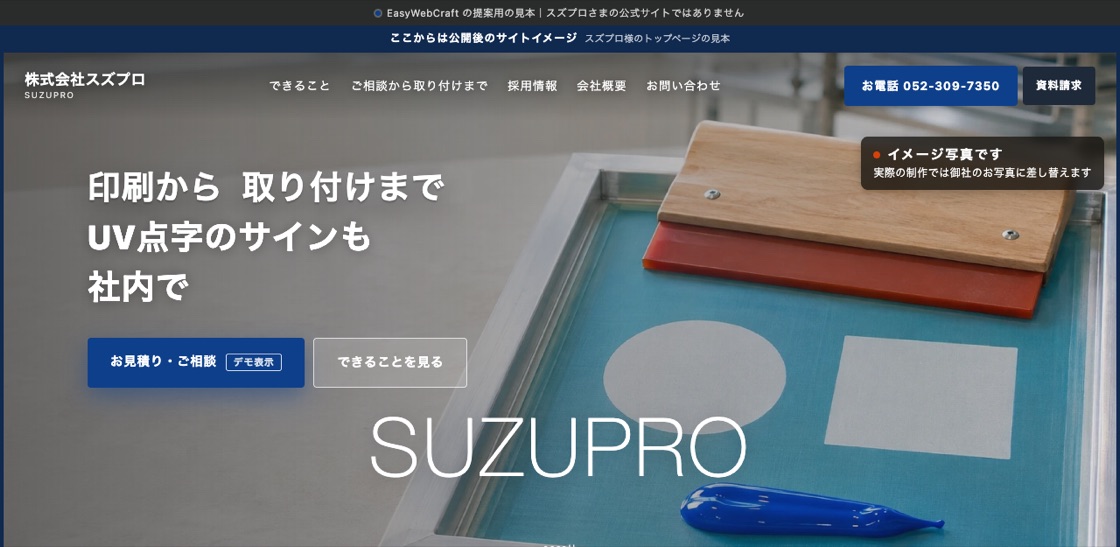 EasyWebCraft の提案用の見本｜スズプロさまの公式サイトではありません
ここからは公開後のサイトイメージ スズプロ様のトップページの見本
株式会社スズプロ
SUZUPRO
できること ご相談から取り付けまで 採用情報 会社概要 お問い合わせ
お電話 052-309-7350
資料請求
イメージ写真です
実際の制作では御社のお写真に差し替えます
印刷から 取り付けまで
UV点字のサインも
社内で
お見積り・ご相談 デモ表示
できることを見る
SUZUPRO